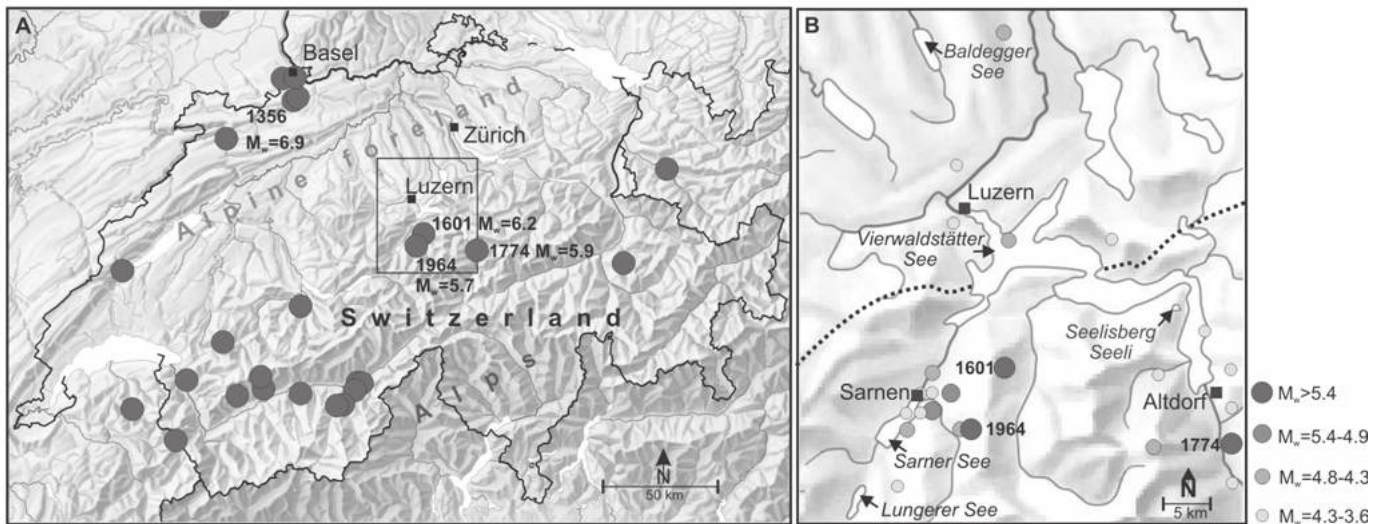 A
Basel
1356
Mw=6.9
Zürich
Alpine foreland
Luzern
1601 Mw=6.2
1774 Mw=5.9
1964
Mw=5.7
Switzerland
Alps
N
50 km
B
Baldegger
See
Luzern
Vierwaldstätter
See
Seelisberg
Seeli
1601
Sarnen
Altdorf
1964
1774
Sarner See
Lungerer See
N
5 km
Mw>5.4
Mw=5.4-4.9
Mw=4.8-4.3
Mw=4.3-3.6